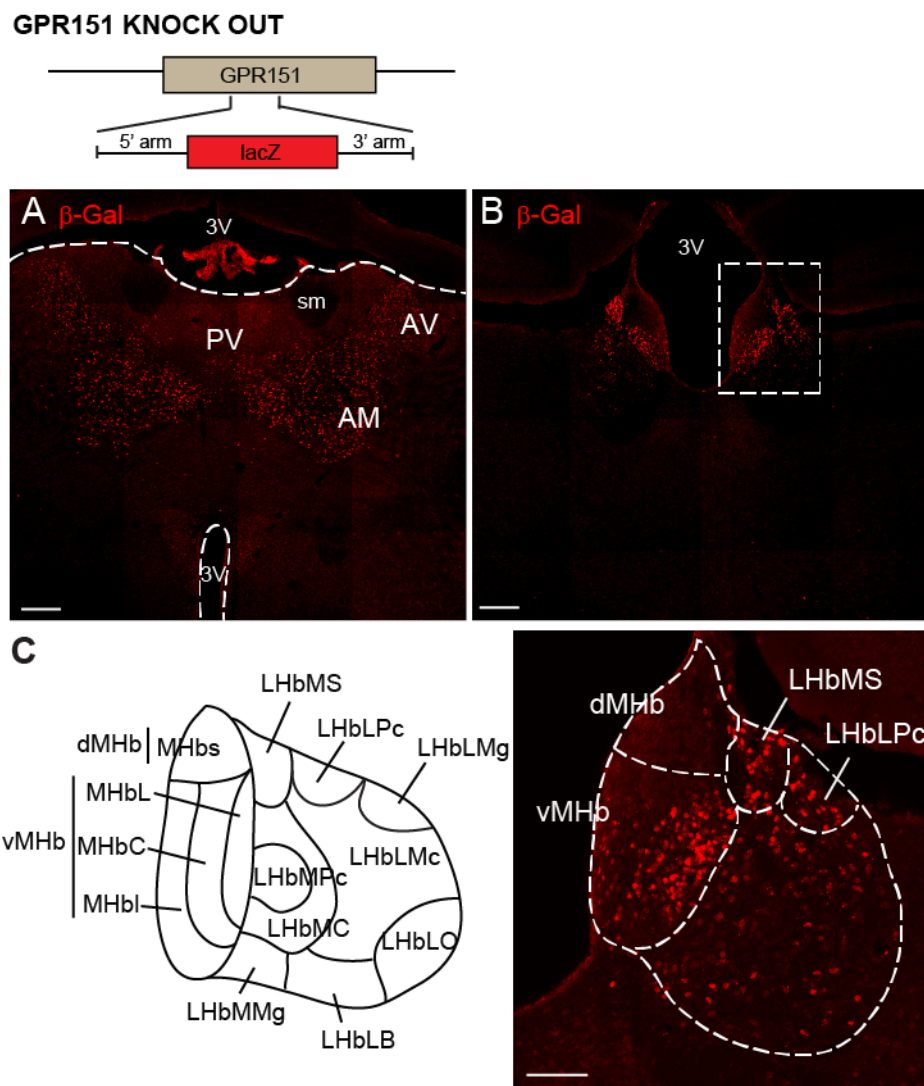 GPR151 KNOCK OUT
GPR151
5’ arm
lacZ
3’ arm
A β-Gal
3V
sm
PV
AV
AM
3V
B β-Gal
3V
C
LHbMS
LHbLPc
LHbLMg
dMHb
MHbs
MHbL
vMHb
MHbC
MHbI
LHbLMc
LHbMPc
LHbMC
LHbLO
LHbMMg
LHbLB
dMHb
LHbMS
LHbLPc
vMHb